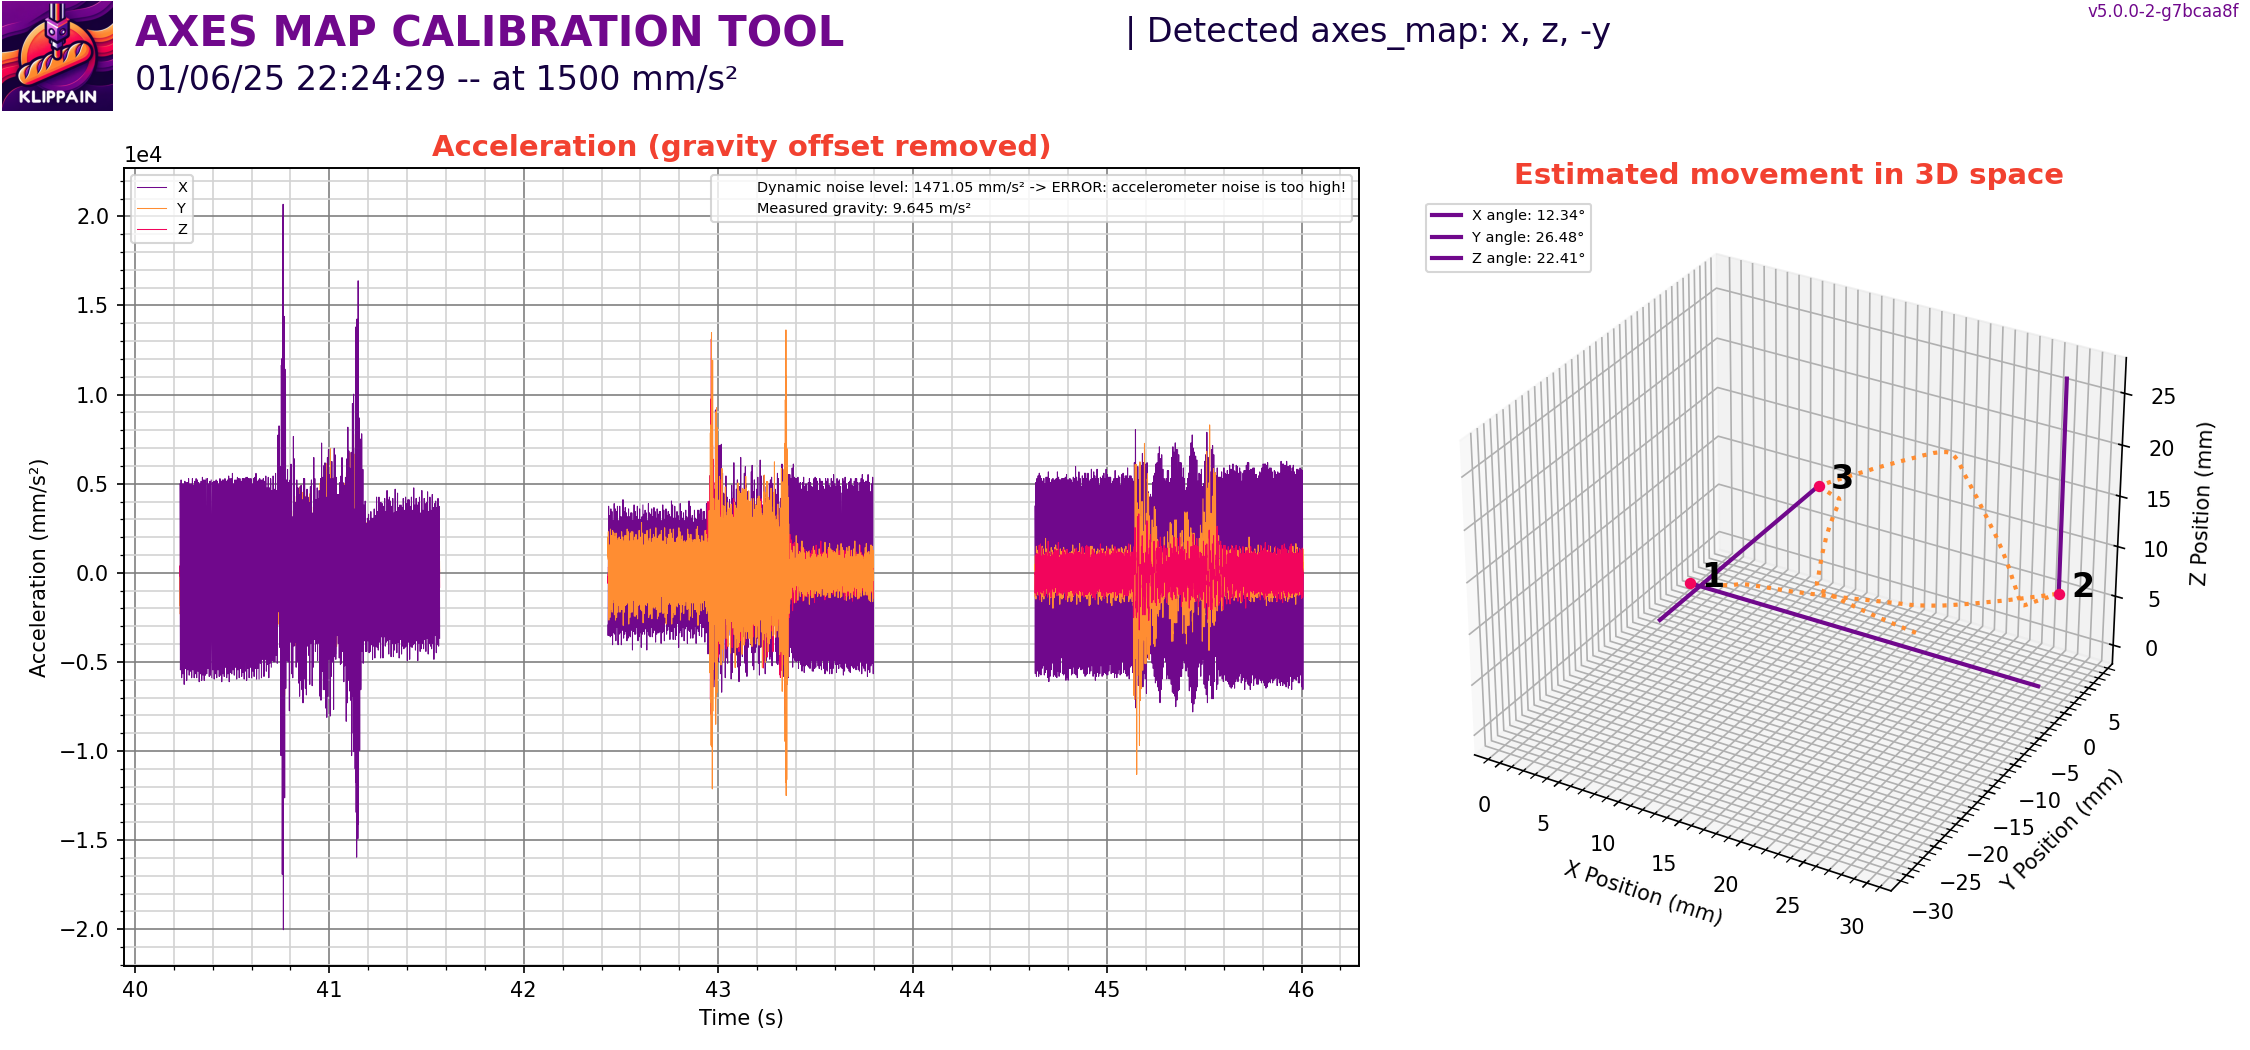 KLIPPAIN
AXES MAP CALIBRATION TOOL
01/06/25 22:24:29 -- at 1500 mm/s²
| Detected axes_map: x, z, -y
v5.0.0-2-g7bcaa8f
Acceleration (gravity offset removed)
1e4
X
Y
Z
Dynamic noise level: 1471.05 mm/s² -> ERROR: accelerometer noise is too high!
Measured gravity: 9.645 m/s²
Acceleration (mm/s²)
2.0
1.5
1.0
0.5
0.0
−0.5
−1.0
−1.5
−2.0
40 41 42 43 44 45 46
Time (s)
Estimated movement in 3D space
X angle: 12.34°
Y angle: 26.48°
Z angle: 22.41°
1
2
3
0 5 10 15 20 25 30
X Position (mm)
−30 −25 −20 −15 −10 −5 0 5
Y Position (mm)
0 5 10 15 20 25
Z Position (mm)